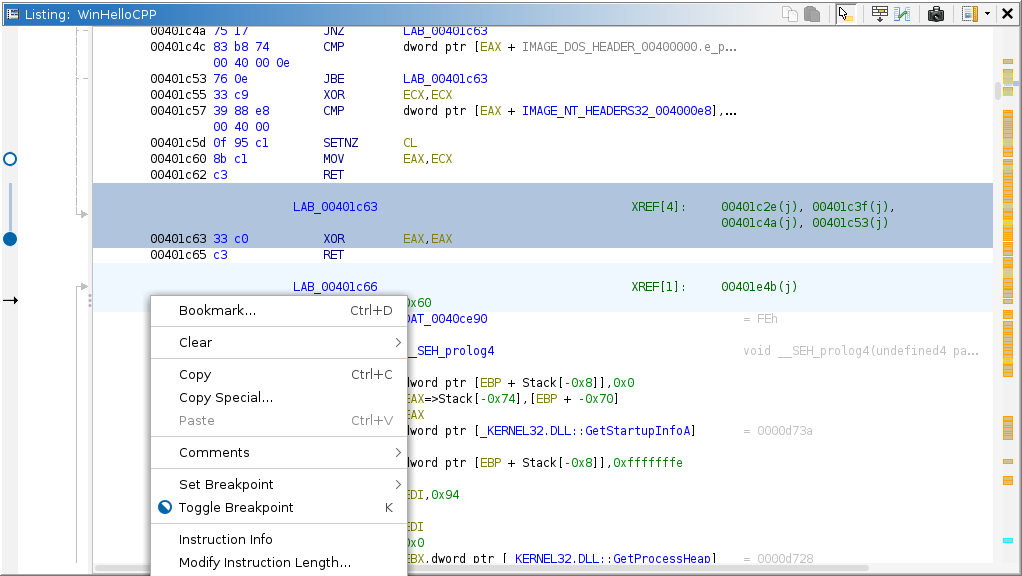 Listing: WinHelloCPP
00401c4a 75 17 JNZ LAB_00401c63
00401c4c 83 b8 74 CMP dword ptr [EAX + IMAGE_DOS_HEADER_00400000.e_p...
00 40 00 0e
00401c53 76 0e JBE LAB_00401c63
00401c55 33 c9 XOR ECX,ECX
00401c57 39 88 e8 CMP dword ptr [EAX + IMAGE_NT_HEADERS32_004000e8],...
00 40 00
00401c5d 0f 95 c1 SETNZ CL
00401c60 8b c1 MOV EAX,ECX
00401c62 c3 RET
LAB_00401c63 XREF[4]: 00401c2e(j), 00401c3f(j),
00401c4a(j), 00401c53(j)
00401c63 33 c0 XOR EAX,EAX
00401c65 c3 RET
LAB_00401c66 XREF[1]: 00401e4b(j)
0x60
DAT_0040ce90 = FEh
__SEH_prolog4 void __SEH_prolog4(undefined4 pa...
dword ptr [EBP + Stack[-0x8]],0x0
EAX=>Stack[-0x74],[EBP + -0x70]
EAX
dword ptr [_KERNEL32.DLL::GetStartupInfoA] = 0000d73a
dword ptr [EBP + Stack[-0x8]],0xfffffffe
EDI,0x94
EDI
0x0
EBX,dword ptr [_KERNEL32.DLL::GetProcessHeap] = 0000d728
Bookmark... Ctrl+D
Clear
Copy Ctrl+C
Copy Special...
Paste Ctrl+V
Comments
Set Breakpoint
Toggle Breakpoint K
Instruction Info
Modify Instruction Length...